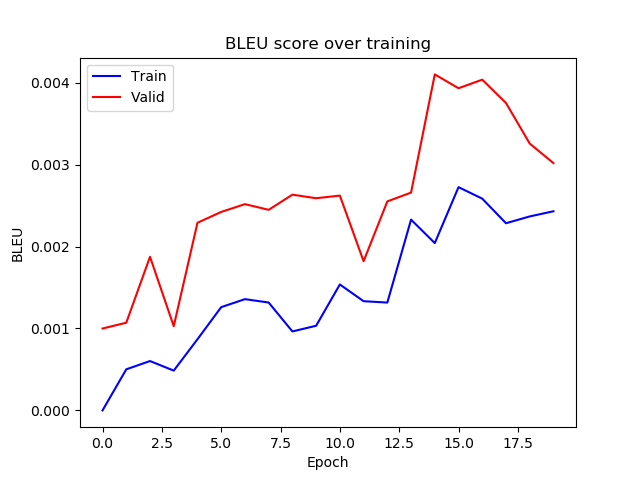 BLEU score over training
Train
Valid
0.004
0.003
0.002
0.001
0.000
BLEU
0.0 2.5 5.0 7.5 10.0 12.5 15.0 17.5
Epoch